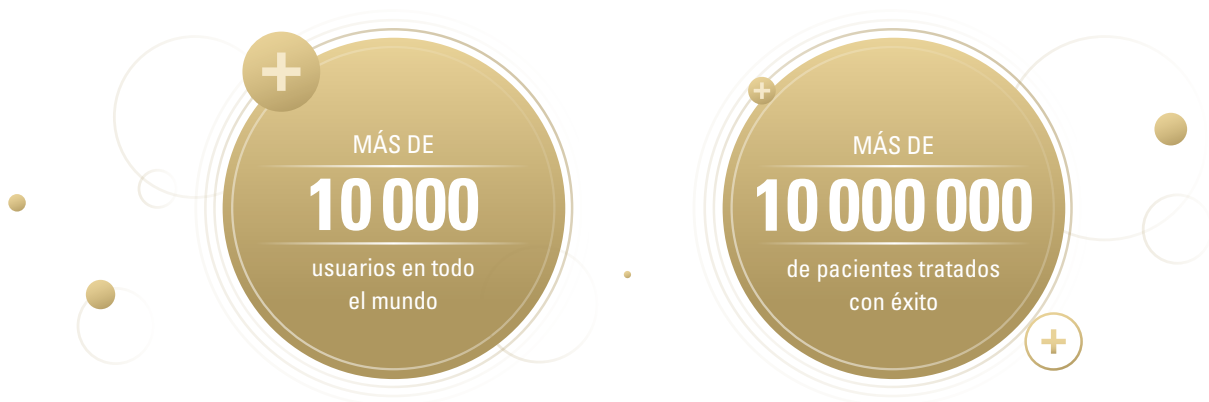 MÁS DE
10 000
usuarios en todo
el mundo
MÁS DE
10 000 000
de pacientes tratados
con éxito